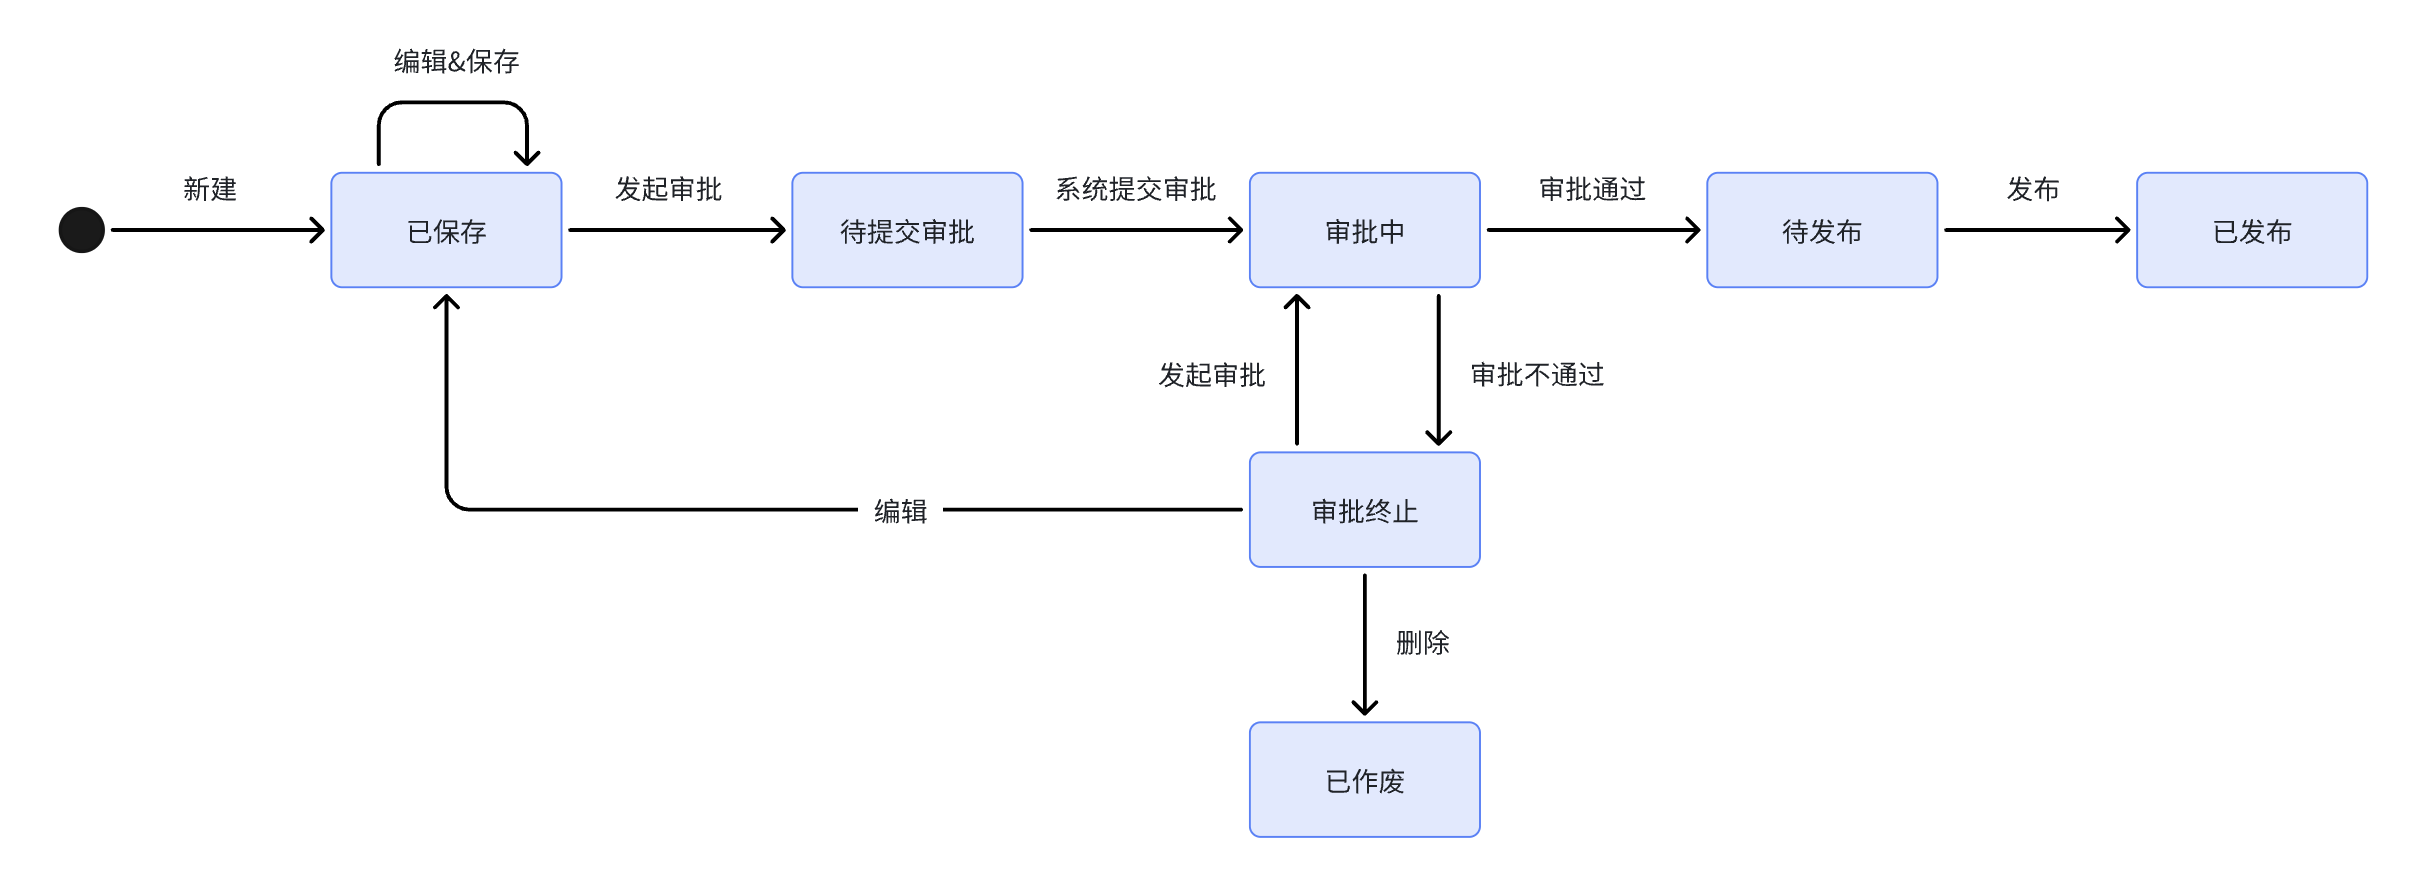 编辑&保存
新建
已保存
发起审批
待提交审批
系统提交审批
审批中
审批通过
待发布
发布
已发布
发起审批
审批不通过
编辑
审批终止
删除
已作废